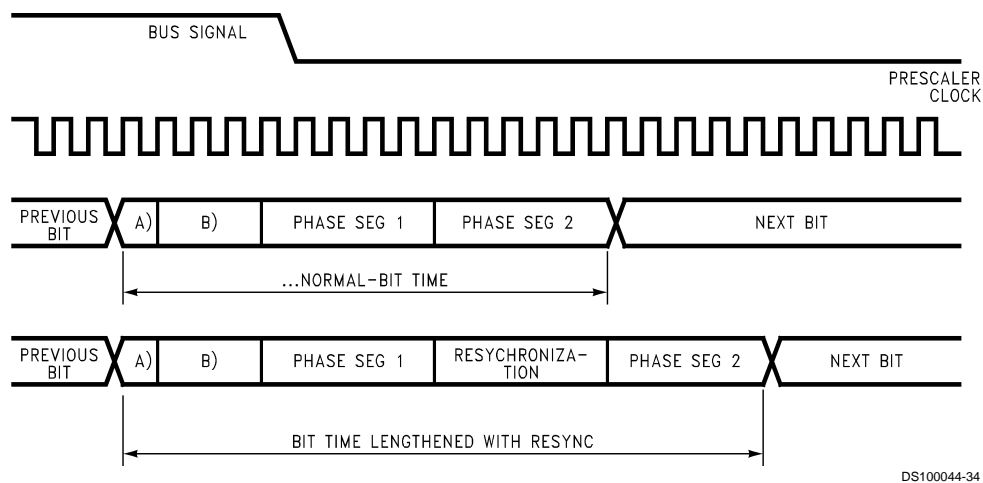 BUS SIGNAL
PRESCALER
CLOCK
PREVIOUS
BIT
A)
B)
PHASE SEG 1
PHASE SEG 2
NEXT BIT
...NORMAL-BIT TIME
PREVIOUS
BIT
A)
B)
PHASE SEG 1
RESYCHRONIZA-
TION
PHASE SEG 2
NEXT BIT
BIT TIME LENGTHENED WITH RESYNC
DS100044-34